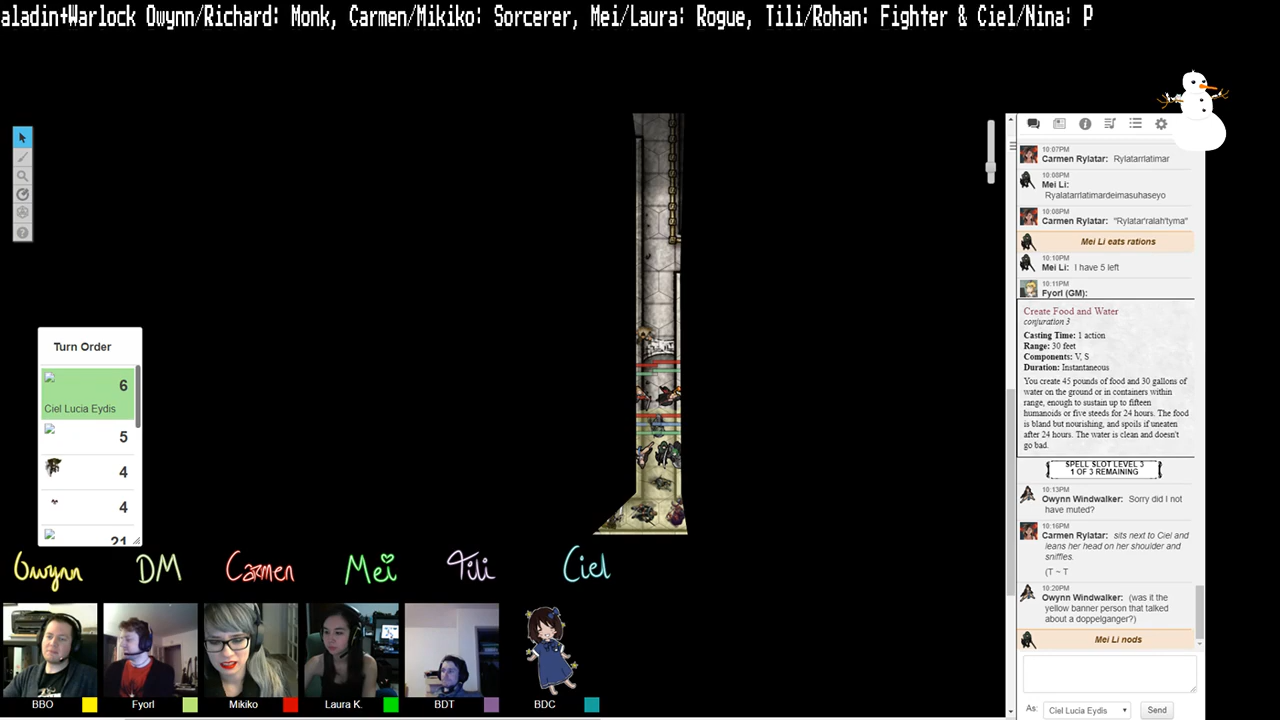 aladin+Warlock Owynn/Richard: Monk, Carmen/Mikiko: Sorcerer, Mei/Laura: Rogue, Tili/Rohan: Fighter & Ciel/Nina: P
10:07PM
Carmen Rylatar: Rylatarrlatimar
10:08PM
Mei Li:
Ryalatarrlatimardeimasuhaseyo
10:08PM
Carmen Rylatar: "Rylatar'ralah'tyma"
Mei Li eats rations
10:10PM
Mei Li: I have 5 left
10:11PM
Fyorl (GM):
Create Food and Water
conjuration 3
Casting Time: 1 action
Range: 30 feet
Components: V, S
Duration: Instantaneous
You create 45 pounds of food and 30 gallons of
water on the ground or in containers within
range, enough to sustain up to fifteen
humanoids or five steeds for 24 hours. The food
is bland but nourishing, and spoils if uneaten
after 24 hours. The water is clean and doesn't
go bad.
SPELL SLOT LEVEL 3
1 OF 3 REMAINING
10:13PM
Owynn Windwalker: Sorry did I not
have muted?
10:16PM
Carmen Rylatar: sits next to Ciel and
leans her head on her shoulder and
sniffles.
(T ~ T
10:20PM
Owynn Windwalker: (was it the
yellow banner person that talked
about a doppelganger?)
Mei Li nods
As: Ciel Lucia Eydis
Send
Turn Order
6
Ciel Lucia Eydis
5
4
4
21
Owynn DM Carmen Mei Tili Ciel
BBO Fyorl Mikiko Laura K. BDT BDC